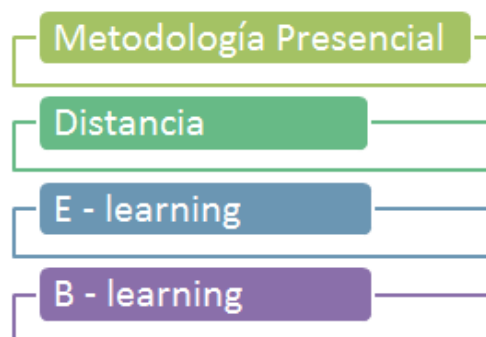 Metodología Presencial
Distancia
E - learning
B - learning